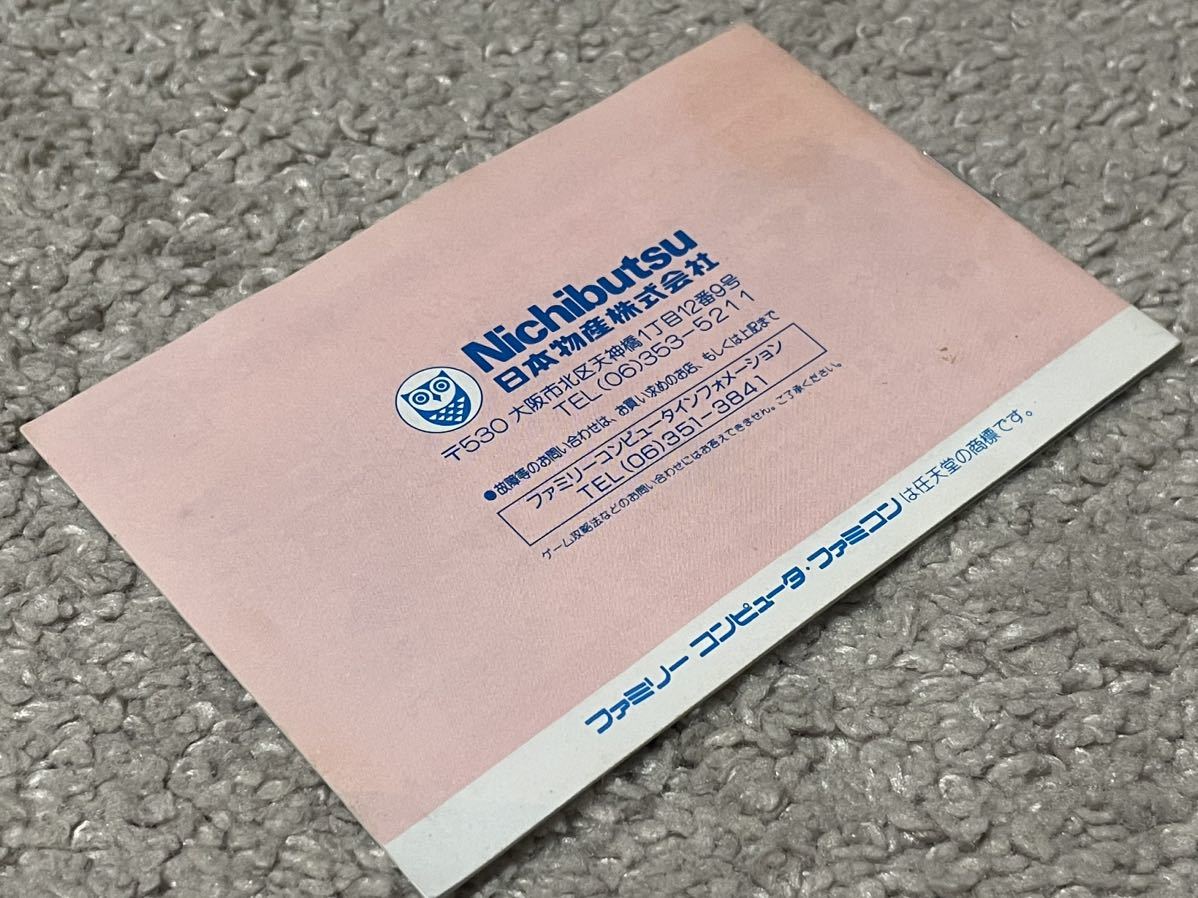 Nichibutsu
日本物産株式会社
〒530 大阪市北区天神橋1丁目12番9号
TEL(06)353-5211
●故障等のお問い合わせは、お買い求めのお店、もしくは上記まで
ファミリーコンピュータインフォメーション
TEL(06)351-3841
ゲーム攻略法などのお問い合わせにはお答えできません。ご了承ください。
ファミリーコンピュータ・ファミコンは任天堂の商標です。